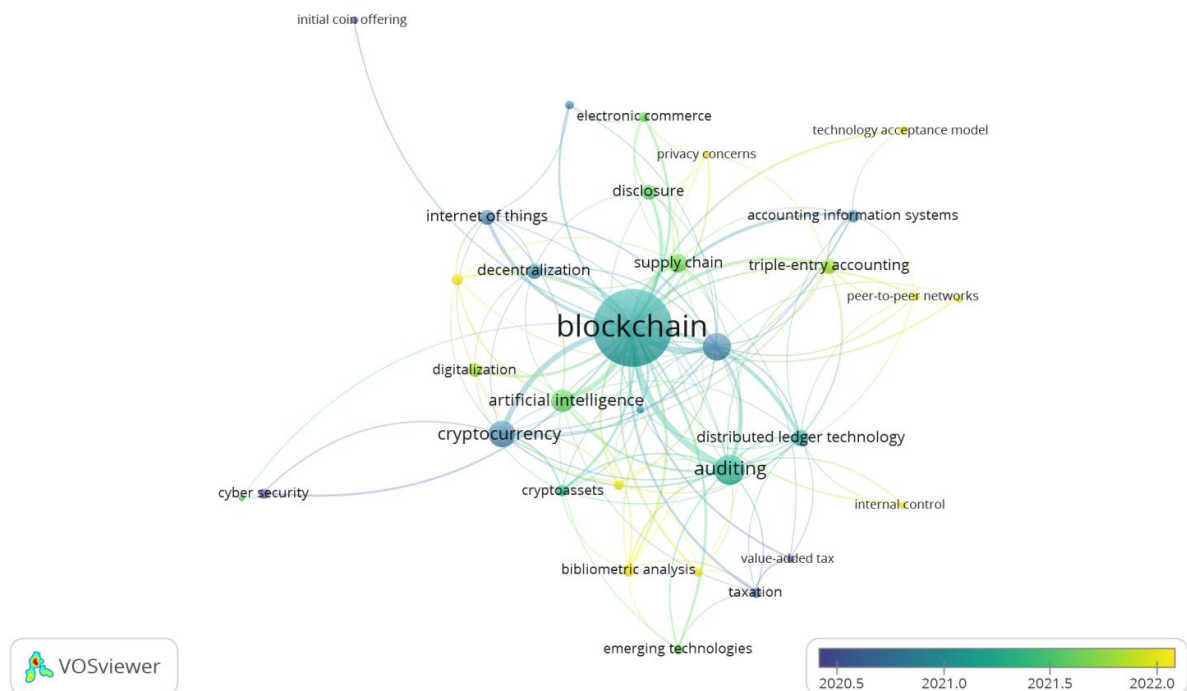 initial coin offering
electronic commerce
technology acceptance model
privacy concerns
disclosure
internet of things
accounting information systems
supply chain
triple-entry accounting
decentralization
peer-to-peer networks
blockchain
digitalization
artificial intelligence
cryptocurrency
distributed ledger technology
auditing
cyber security
cryptoassets
internal control
value-added tax
bibliometric analysis
taxation
emerging technologies
VOSviewer
2020.5 2021.0 2021.5 2022.0